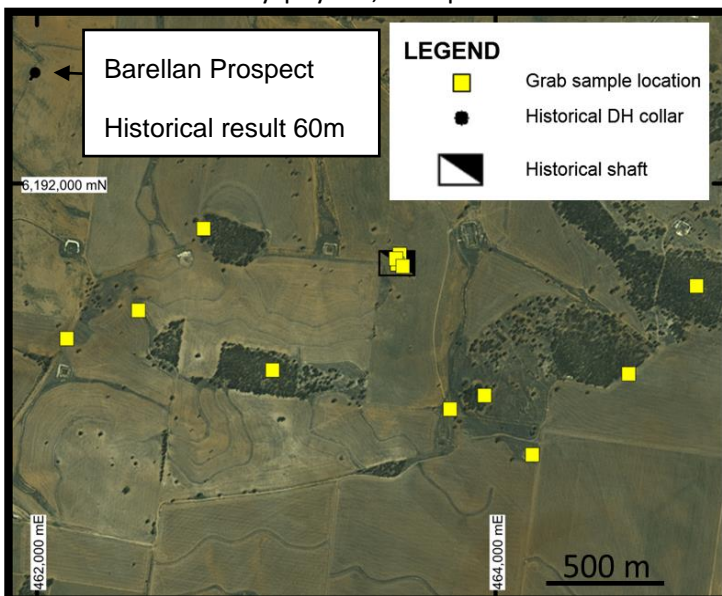 Barellan Prospect
Historical result 60m
LEGEND
Grab sample location
Historical DH collar
Historical shaft
6,192,000 mN
462,000 mE
464,000 mE
500 m